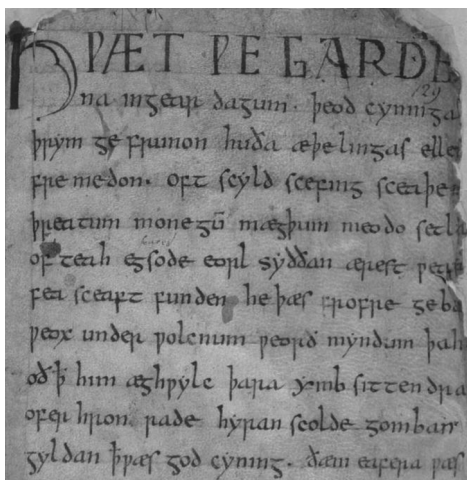 HǷÆT ǷE GARDE
na ingear dagum. þeod cyninga
þrym ge frunon huða æþelingas elle
fremedon. oft scyld scefing sceaþe
þreatum monegū mægþum meodo setla
of teah egsode eorl syððan ærest ƿear
fea sceaft funden he þæs frofre geba
ƿeox under ƿolcnum ƿeorð myndum þah
oð ꝥ him æghƿylc þara ymb sittendra
ofer hron rade hyran scolde gomban
gyldan þ ƿæs god cyning. ðæm eafera ƿæs